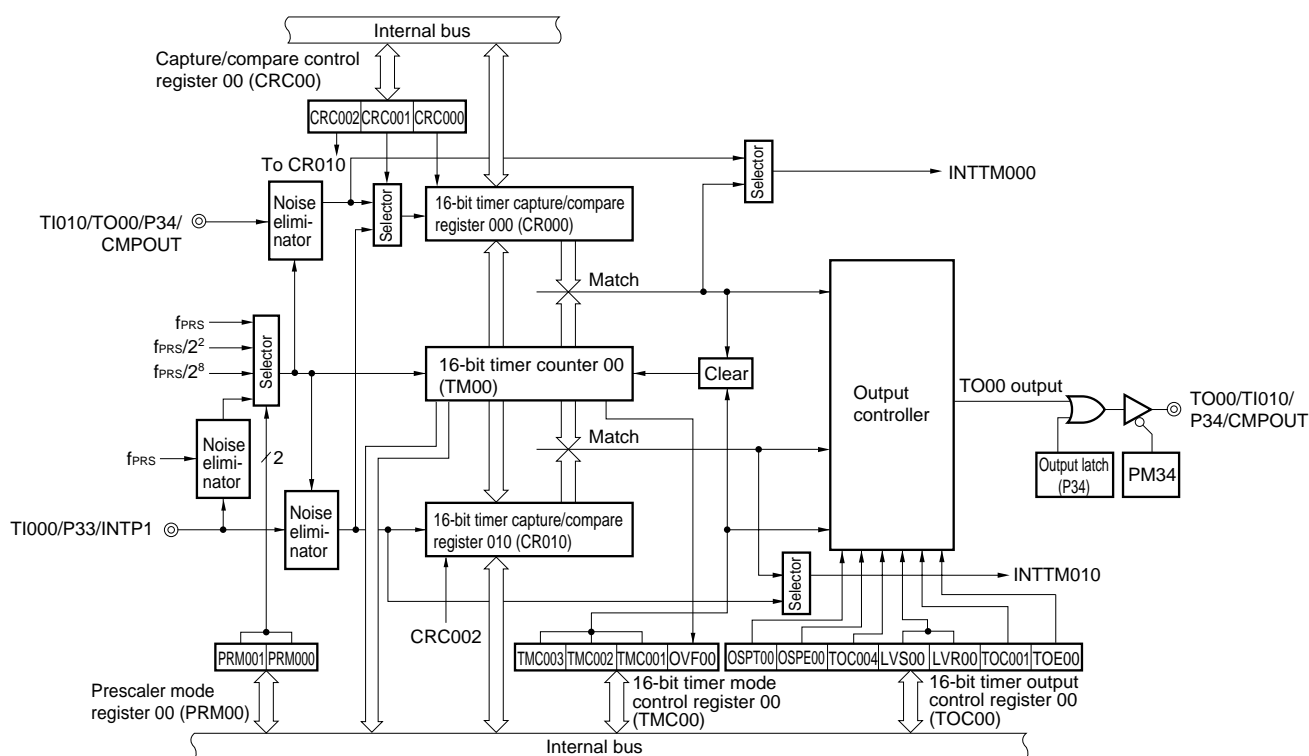 Internal bus
Capture/compare control
register 00 (CRC00)
CRC002 CRC001 CRC000
To CR010
Selector
INTTM000
TI010/TO00/P34/
CMPOUT
Noise
elimi-
nator
Selector
16-bit timer capture/compare
register 000 (CR000)
Match
fPRS
fPRS/2²
fPRS/2⁸
Selector
16-bit timer counter 00
(TM00)
Clear
Output
controller
TO00 output
TO00/TI010/
P34/CMPOUT
Match
Output latch
(P34)
PM34
fPRS
Noise
elimi-
nator
2
TI000/P33/INTP1
Noise
elimi-
nator
16-bit timer capture/compare
register 010 (CR010)
Selector
INTTM010
CRC002
PRM001 PRM000
TMC003 TMC002 TMC001 OVF00
OSPT00 OSPE00 TOC004 LVS00 LVR00 TOC001 TOE00
Prescaler mode
register 00 (PRM00)
16-bit timer mode
control register 00
(TMC00)
16-bit timer output
control register 00
(TOC00)
Internal bus